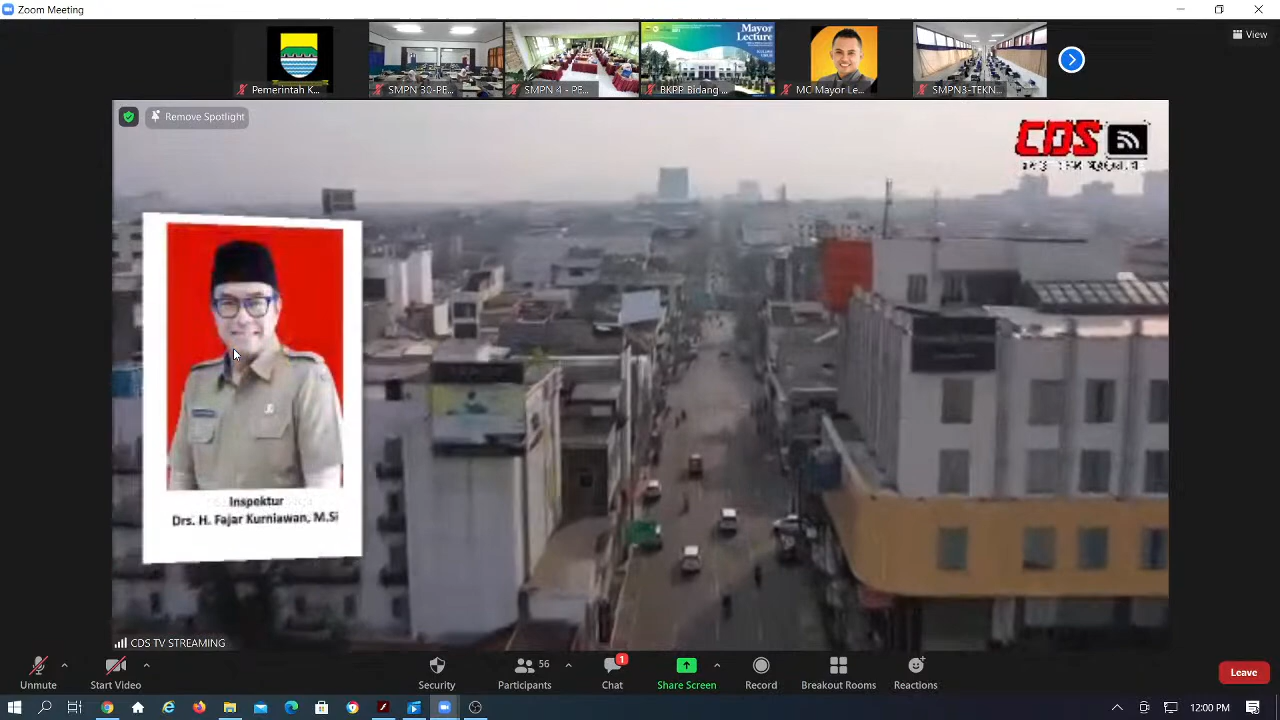 Zoom Meeting
View
Pemerintah K...
SMPN 30-PE...
SMPN 4 - PE...
Mayor
Lecture
BKPP Bidang ...
MC Mayor Le...
SMPN3-TEKN...
Remove Spotlight
CDS
Inspektur
Drs. H. Fajar Kurniawan, M.Si
CDS TV STREAMING
Unmute
Start Video
Security
Participants
56
Chat
1
Share Screen
Record
Breakout Rooms
Reactions
Leave
12:00 PM